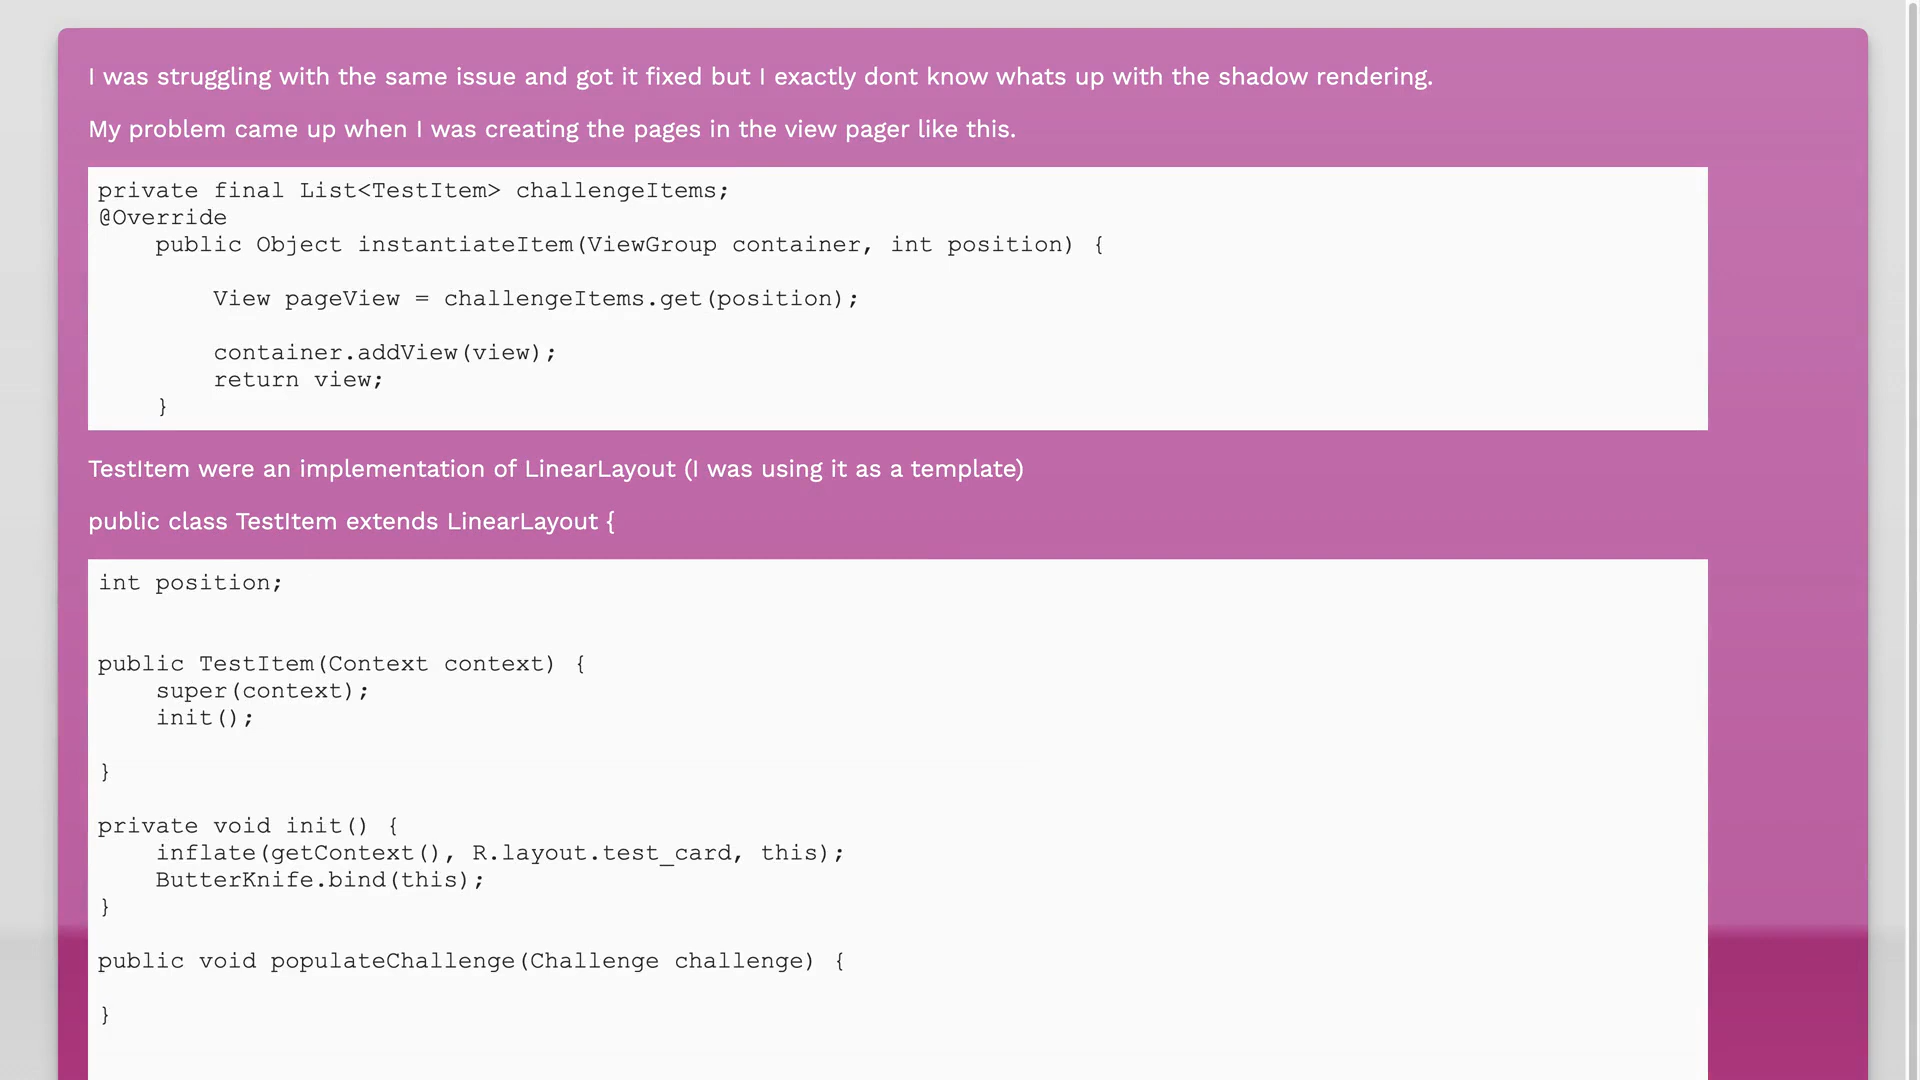 I was struggling with the same issue and got it fixed but I exactly dont know whats up with the shadow rendering.
My problem came up when I was creating the pages in the view pager like this.
private final List<TestItem> challengeItems;
@Override
    public Object instantiateItem(ViewGroup container, int position) {
        View pageView = challengeItems.get(position);
        container.addView(view);
        return view;
    }
TestItem were an implementation of LinearLayout (I was using it as a template)
public class TestItem extends LinearLayout {
int position;
public TestItem(Context context) {
    super(context);
    init();
}
private void init() {
    inflate(getContext(), R.layout.test_card, this);
    ButterKnife.bind(this);
}
public void populateChallenge(Challenge challenge) {
}